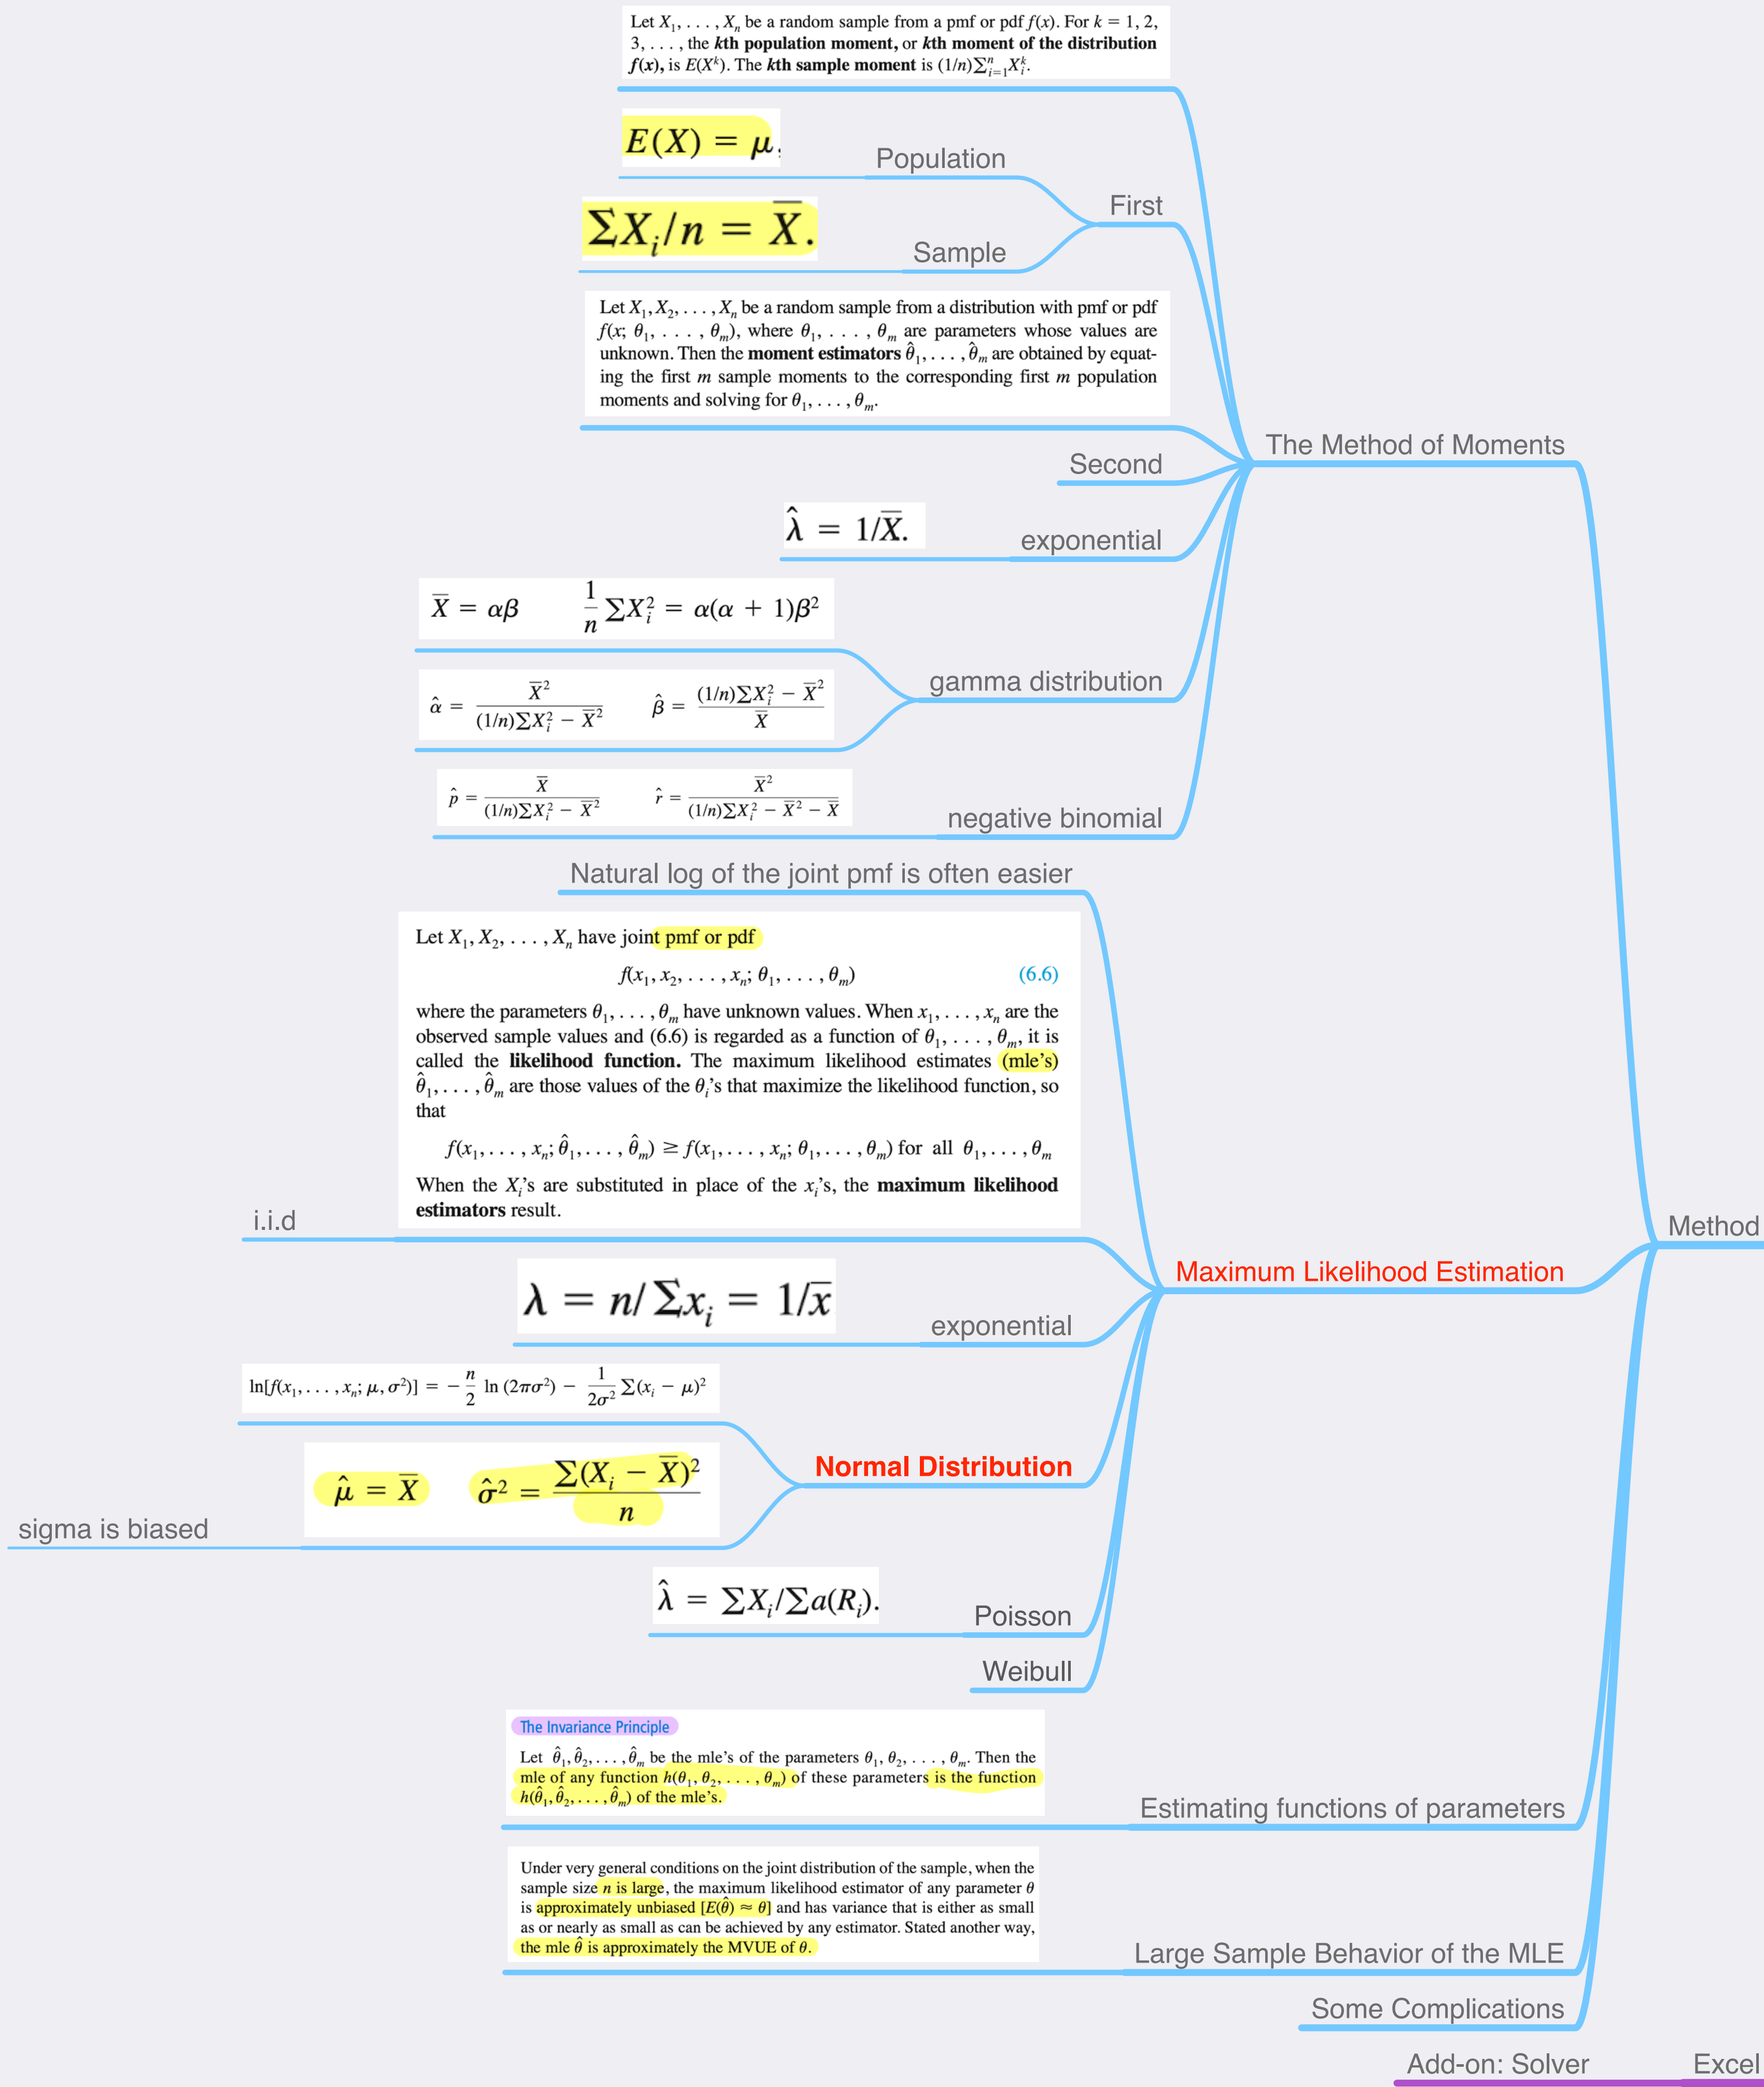 Let X₁, . . . , Xₙ be a random sample from a pmf or pdf f(x). For k = 1, 2,
3, . . . , the kth population moment, or kth moment of the distribution
f(x), is E(Xᵏ). The kth sample moment is (1/n)∑ⁿᵢ₌₁Xᵢᵏ.
E(X) = μ,
Population
First
∑Xᵢ/n = X̅.
Sample
Let X₁, X₂, . . . , Xₙ be a random sample from a distribution with pmf or pdf
f(x; θ₁, . . . , θₘ), where θ₁, . . . , θₘ are parameters whose values are
unknown. Then the moment estimators θ̂₁, . . . , θ̂ₘ are obtained by equat-
ing the first m sample moments to the corresponding first m population
moments and solving for θ₁, . . . , θₘ.
The Method of Moments
Second
λ̂ = 1/X̅.
exponential
X̅ = αβ (1/n)∑Xᵢ² = α(α + 1)β²
gamma distribution
α̂ = X̅² / ((1/n)∑Xᵢ² − X̅²) β̂ = ((1/n)∑Xᵢ² − X̅²) / X̅
p̂ = X̅ / ((1/n)∑Xᵢ² − X̅²) r̂ = X̅² / ((1/n)∑Xᵢ² − X̅² − X̅)
negative binomial
Natural log of the joint pmf is often easier
Let X₁, X₂, . . . , Xₙ have joint pmf or pdf
f(x₁, x₂, . . . , xₙ; θ₁, . . . , θₘ) (6.6)
where the parameters θ₁, . . . , θₘ have unknown values. When x₁, . . . , xₙ are the
observed sample values and (6.6) is regarded as a function of θ₁, . . . , θₘ, it is
called the likelihood function. The maximum likelihood estimates (mle's)
θ̂₁, . . . , θ̂ₘ are those values of the θᵢ's that maximize the likelihood function, so
that
f(x₁, . . . , xₙ; θ̂₁, . . . , θ̂ₘ) ≥ f(x₁, . . . , xₙ; θ₁, . . . , θₘ) for all θ₁, . . . , θₘ
When the Xᵢ's are substituted in place of the xᵢ's, the maximum likelihood
estimators result.
i.i.d
Method
Maximum Likelihood Estimation
λ = n/∑xᵢ = 1/x̅
exponential
ln[f(x₁, . . . , xₙ; μ, σ²)] = −(n/2) ln (2πσ²) − (1/2σ²) ∑(xᵢ − μ)²
Normal Distribution
μ̂ = X̅ σ̂² = ∑(Xᵢ − X̅)² / n
sigma is biased
λ̂ = ∑Xᵢ/∑a(Rᵢ).
Poisson
Weibull
The Invariance Principle
Let θ̂₁, θ̂₂, . . . , θ̂ₘ be the mle's of the parameters θ₁, θ₂, . . . , θₘ. Then the
mle of any function h(θ₁, θ₂, . . . , θₘ) of these parameters is the function
h(θ̂₁, θ̂₂, . . . , θ̂ₘ) of the mle's.
Estimating functions of parameters
Under very general conditions on the joint distribution of the sample, when the
sample size n is large, the maximum likelihood estimator of any parameter θ
is approximately unbiased [E(θ̂) ≈ θ] and has variance that is either as small
as or nearly as small as can be achieved by any estimator. Stated another way,
the mle θ̂ is approximately the MVUE of θ.
Large Sample Behavior of the MLE
Some Complications
Add-on: Solver
Excel